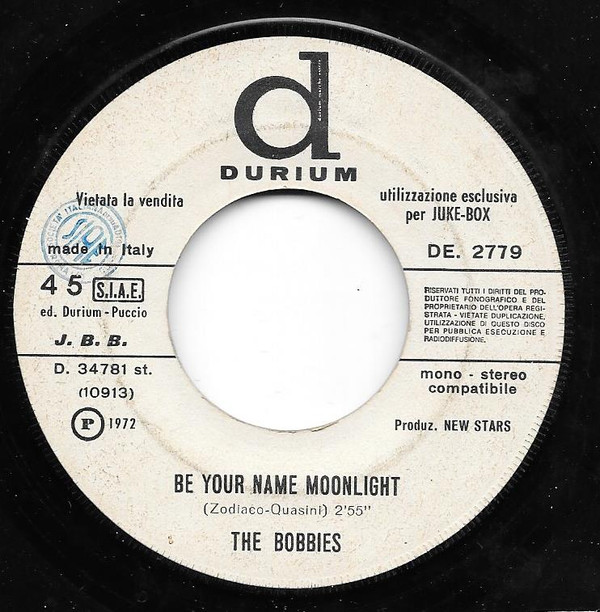 d
DURIUM
Vietata la vendita
utilizzazione esclusiva
per JUKE-BOX
made in Italy
DE. 2779
45 S.I.A.E.
ed. Durium-Puccio
J. B. B.
D. 34781 st.
(10913)
P 1972
RISERVATI TUTTI I DIRITTI DEL PRO-
DUTTORE FONOGRAFICO E DEL
PROPRIETARIO DELL'OPERA REGI-
STRATA - VIETATE DUPLICAZIONE,
UTILIZZAZIONE DI QUESTO DISCO
PER PUBBLICA ESECUZIONE E
RADIODIFFUSIONE.
mono - stereo
compatibile
Produz. NEW STARS
BE YOUR NAME MOONLIGHT
(Zodiaco-Quasini) 2'55"
THE BOBBIES